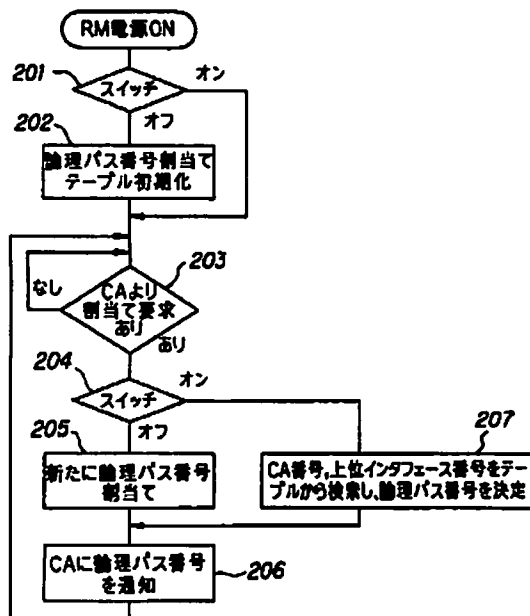 RM電源ON
201
スイッチ
オン
オフ
202
論理パス番号割当て
テーブル初期化
203
なし
CAより
割当て要求
あり
あり
204
スイッチ
オン
オフ
205
新たに論理パス番号
割当て
207
CA番号,上位インタフェース番号をテー
ブルから検索し,論理パス番号を決定
CAに論理パス番号
を通知
206